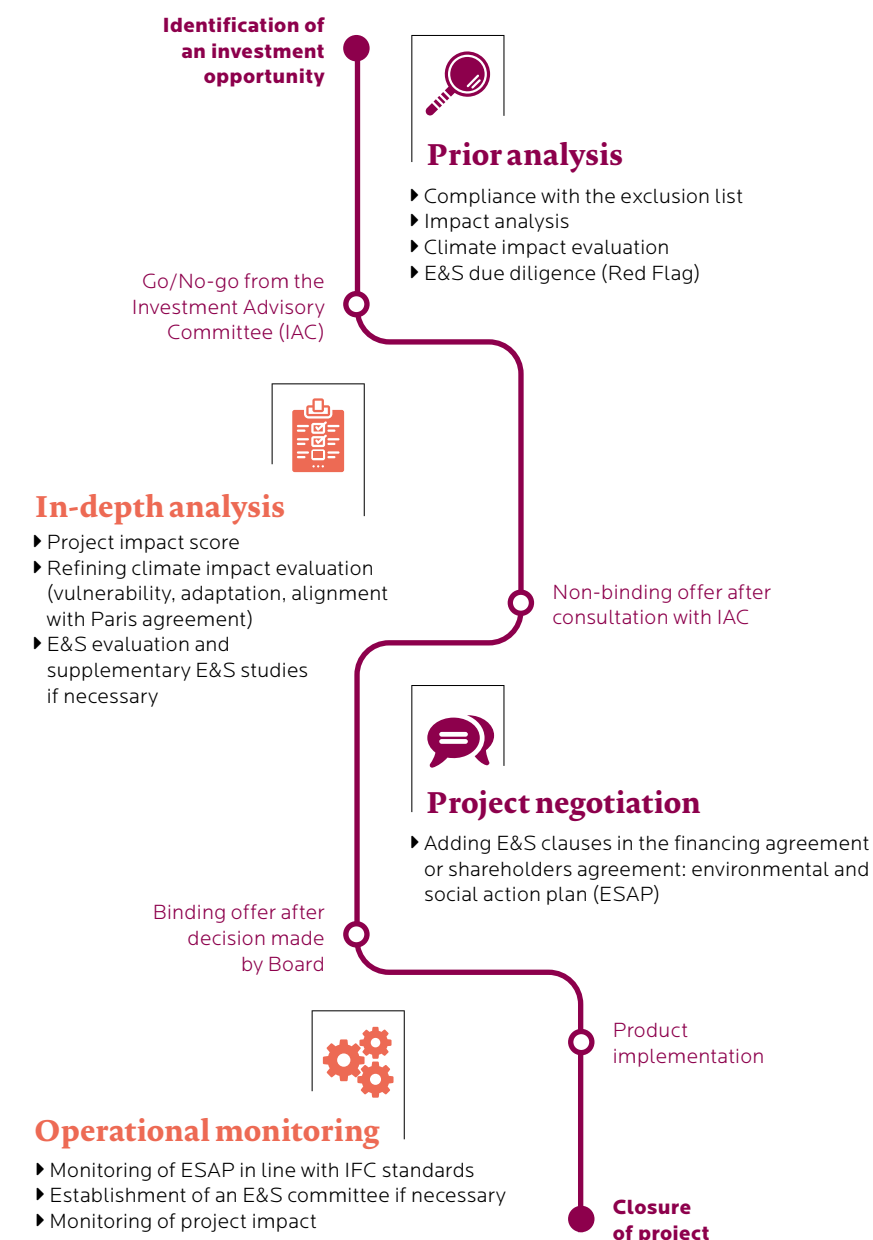 Identification of
an investment
opportunity
Prior analysis
Compliance with the exclusion list
Impact analysis
Climate impact evaluation
E&S due diligence (Red Flag)
Go/No-go from the
Investment Advisory
Committee (IAC)
In-depth analysis
Project impact score
Refining climate impact evaluation
(vulnerability, adaptation, alignment
with Paris agreement)
E&S evaluation and
supplementary E&S studies
if necessary
Non-binding offer after
consultation with IAC
Project negotiation
Adding E&S clauses in the financing agreement
or shareholders agreement: environmental and
social action plan (ESAP)
Binding offer after
decision made
by Board
Product
implementation
Operational monitoring
Monitoring of ESAP in line with IFC standards
Establishment of an E&S committee if necessary
Monitoring of project impact
Closure
of project